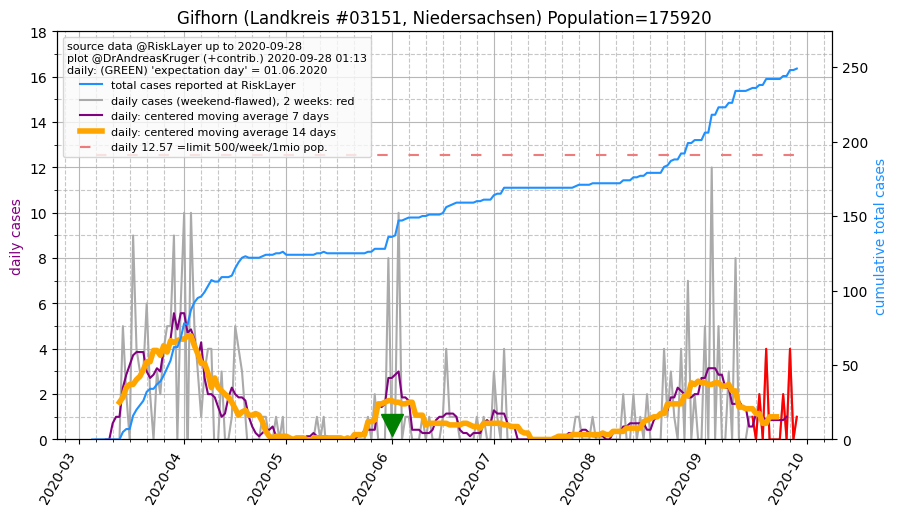 Gifhorn (Landkreis #03151, Niedersachsen) Population=175920
source data @RiskLayer up to 2020-09-28
plot @DrAndreasKruger (+contrib.) 2020-09-28 01:13
daily: (GREEN) 'expectation day' = 01.06.2020
total cases reported at RiskLayer
daily cases (weekend-flawed), 2 weeks: red
daily: centered moving average 7 days
daily: centered moving average 14 days
daily 12.57 =limit 500/week/1mio pop.
daily cases
18
16
14
12
10
8
6
4
2
0
250
200
150
100
50
0
cumulative total cases
2020-03
2020-04
2020-05
2020-06
2020-07
2020-08
2020-09
2020-10